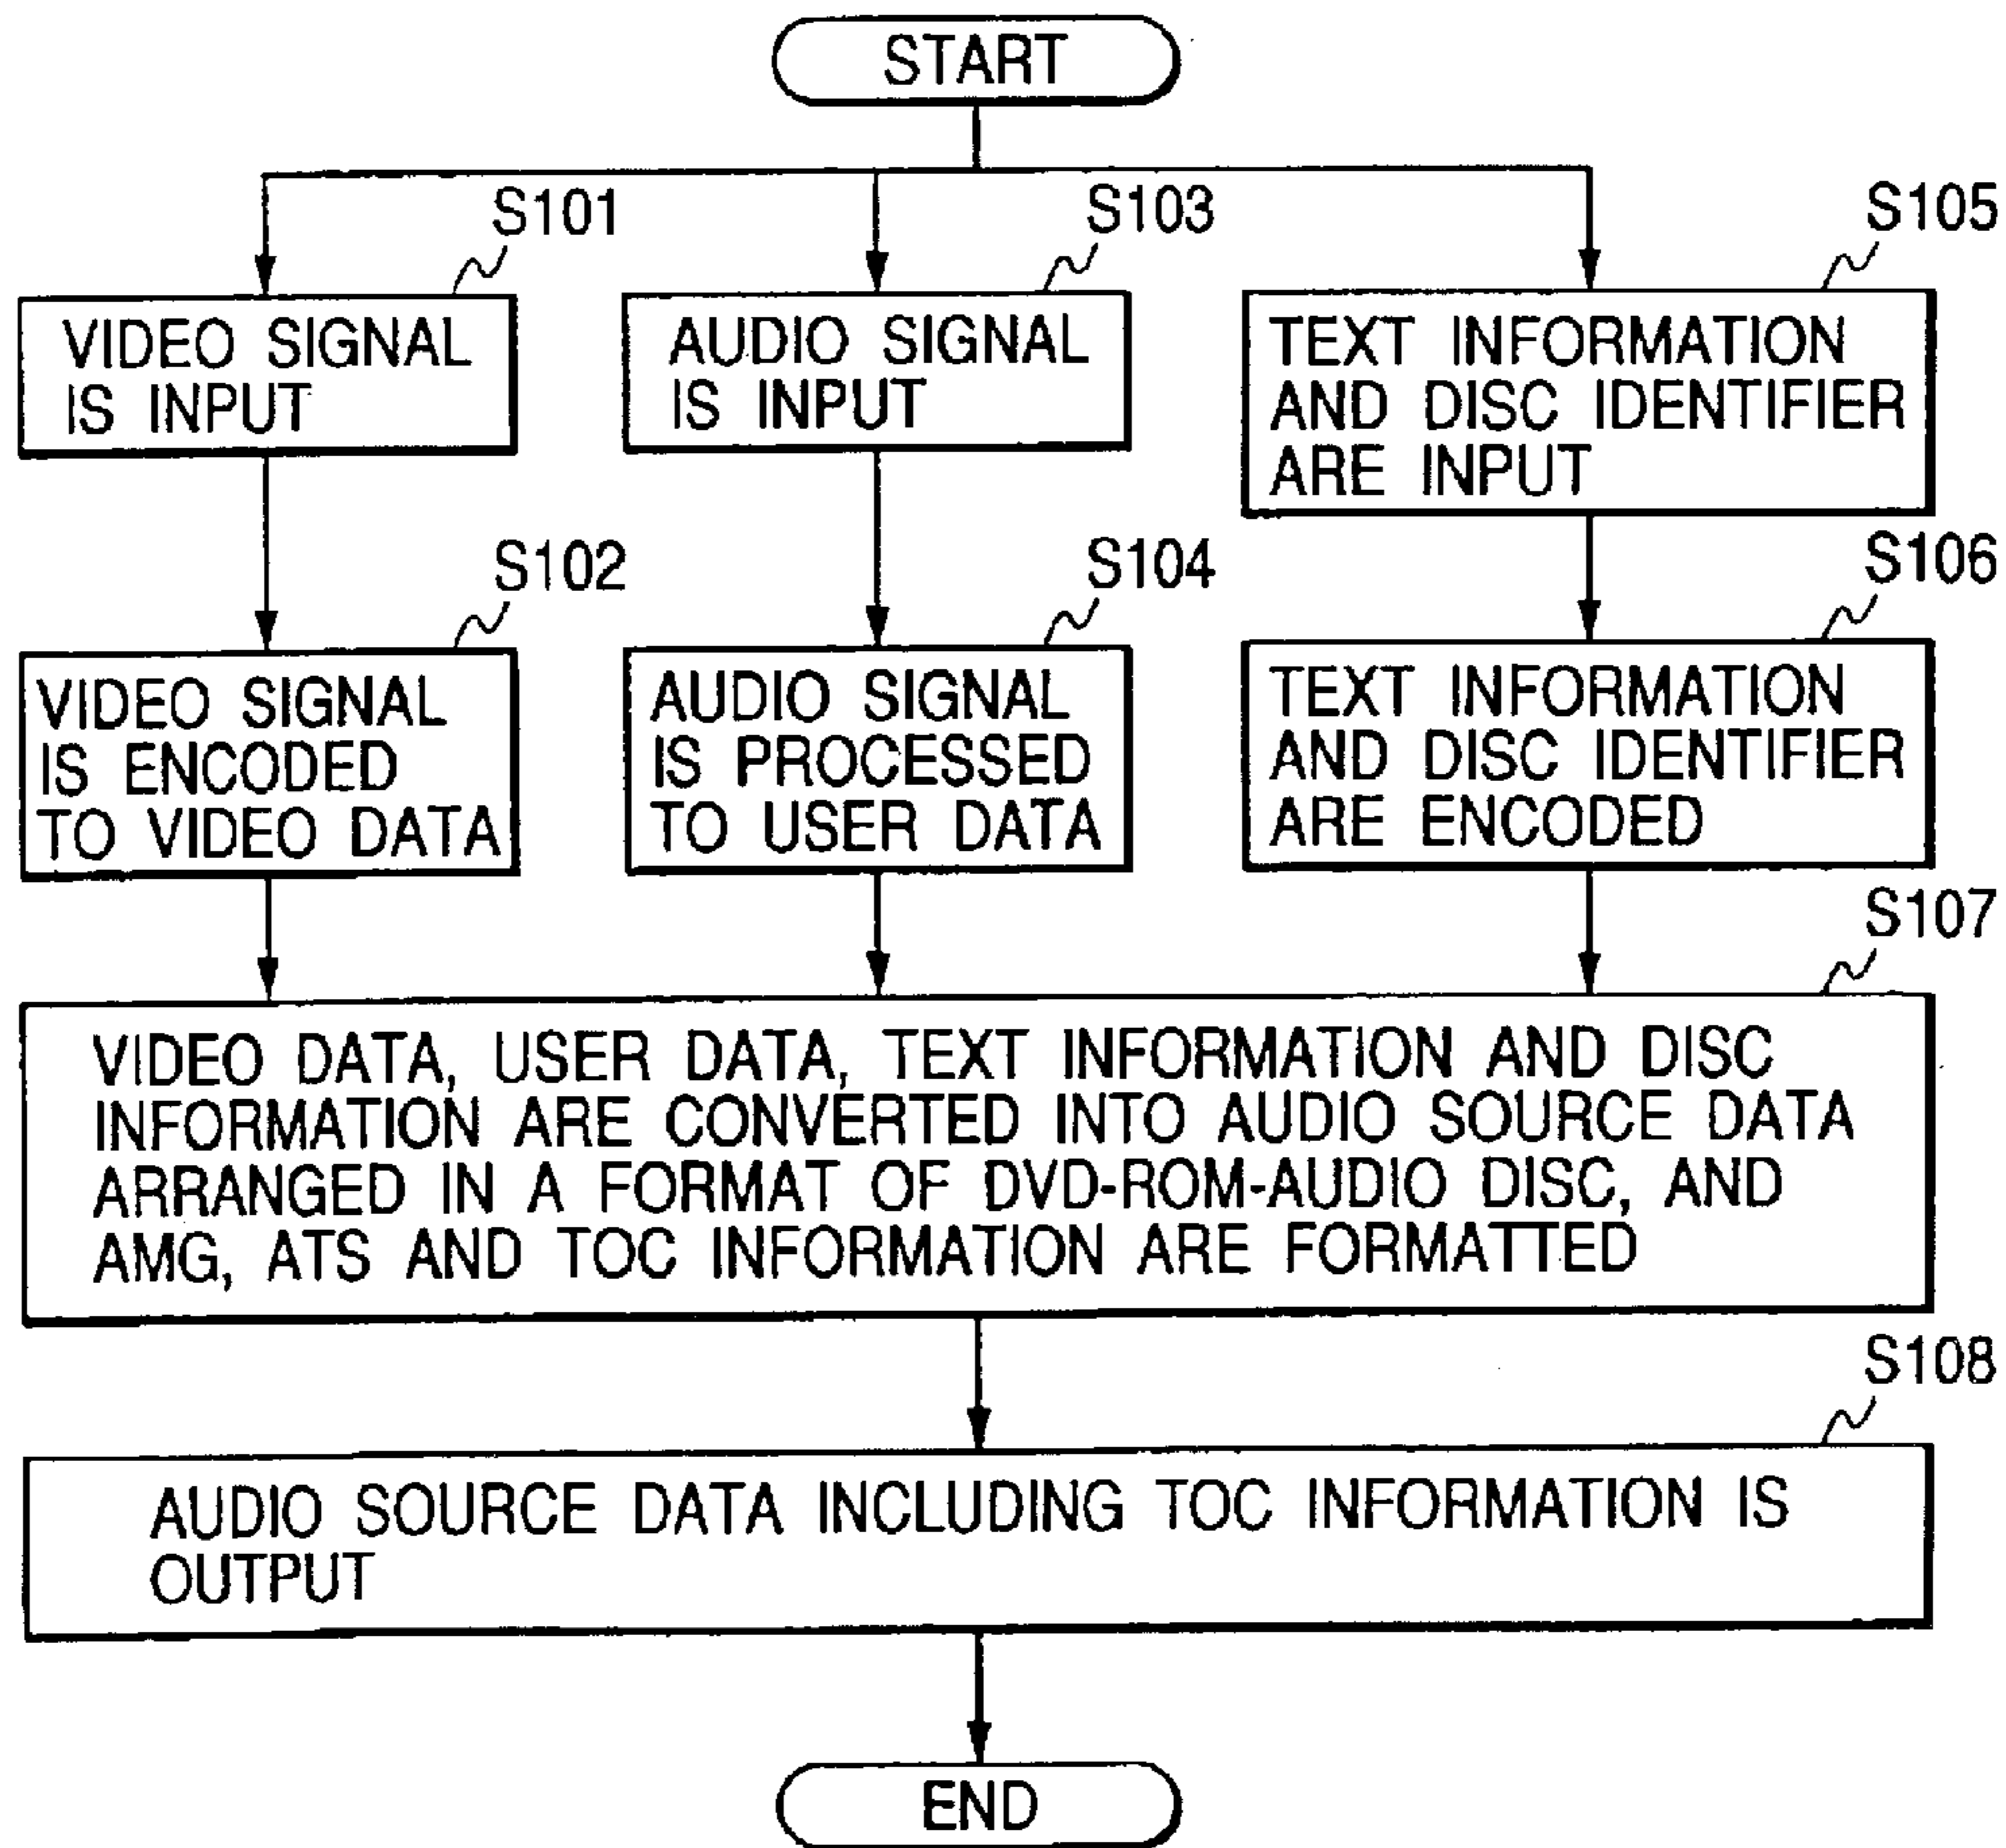 START
S101
S103
S105
VIDEO SIGNAL
IS INPUT
AUDIO SIGNAL
IS INPUT
TEXT INFORMATION
AND DISC IDENTIFIER
ARE INPUT
S102
S104
S106
VIDEO SIGNAL
IS ENCODED
TO VIDEO DATA
AUDIO SIGNAL
IS PROCESSED
TO USER DATA
TEXT INFORMATION
AND DISC IDENTIFIER
ARE ENCODED
S107
VIDEO DATA, USER DATA, TEXT INFORMATION AND DISC
INFORMATION ARE CONVERTED INTO AUDIO SOURCE DATA
ARRANGED IN A FORMAT OF DVD-ROM-AUDIO DISC, AND
AMG, ATS AND TOC INFORMATION ARE FORMATTED
S108
AUDIO SOURCE DATA INCLUDING TOC INFORMATION IS
OUTPUT
END